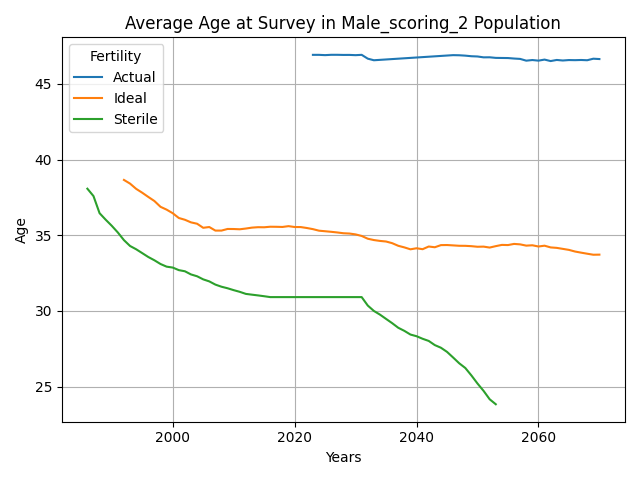 Average Age at Survey in Male_scoring_2 Population
Fertility
Actual
Ideal
Sterile
Age
45
40
35
30
25
2000
2020
2040
2060
Years